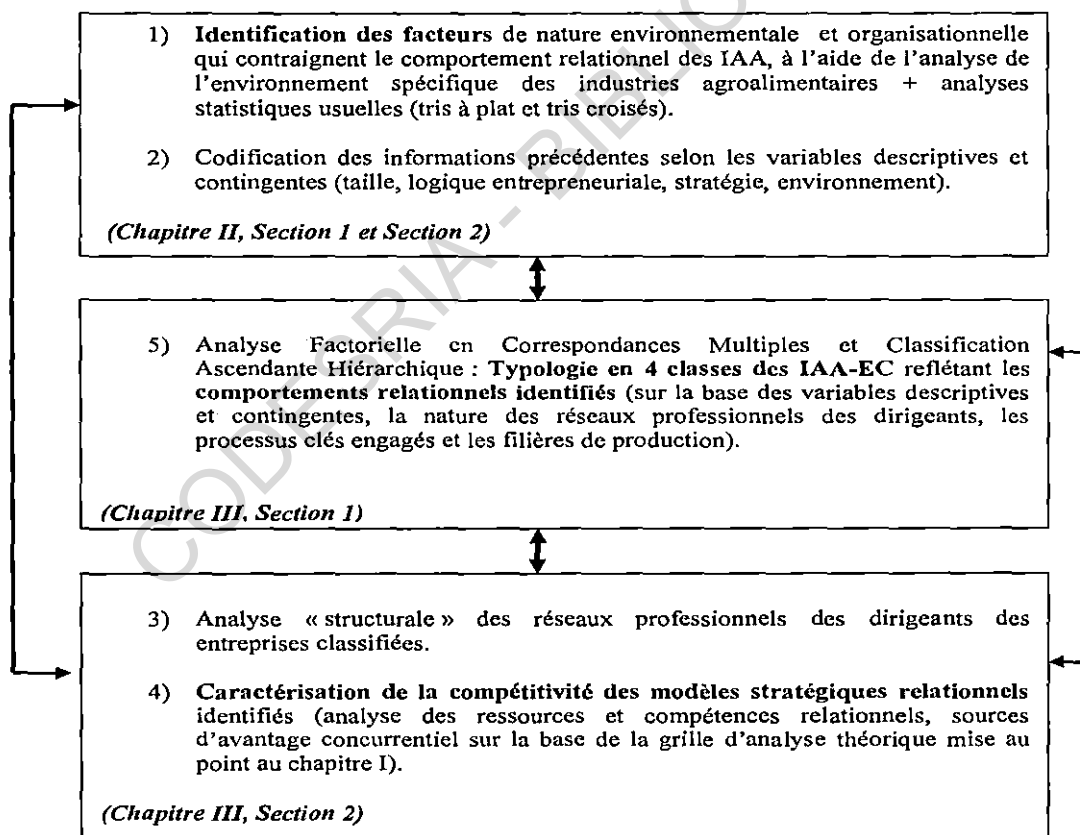 1) Identification des facteurs de nature environnementale et organisationnelle
qui contraignent le comportement relationnel des IAA, à l'aide de l'analyse de
l'environnement spécifique des industries agroalimentaires + analyses
statistiques usuelles (tris à plat et tris croisés).
2) Codification des informations précédentes selon les variables descriptives et
contingentes (taille, logique entrepreneuriale, stratégie, environnement).
(Chapitre II, Section 1 et Section 2)
5) Analyse Factorielle en Correspondances Multiples et Classification
Ascendante Hiérarchique : Typologie en 4 classes des IAA-EC reflétant les
comportements relationnels identifiés (sur la base des variables descriptives
et contingentes, la nature des réseaux professionnels des dirigeants, les
processus clés engagés et les filières de production).
(Chapitre III, Section 1)
3) Analyse « structurale » des réseaux professionnels des dirigeants des
entreprises classifiées.
4) Caractérisation de la compétitivité des modèles stratégiques relationnels
identifiés (analyse des ressources et compétences relationnels, sources
d'avantage concurrentiel sur la base de la grille d'analyse théorique mise au
point au chapitre I).
(Chapitre III, Section 2)
CODESRIA - BIBLIO